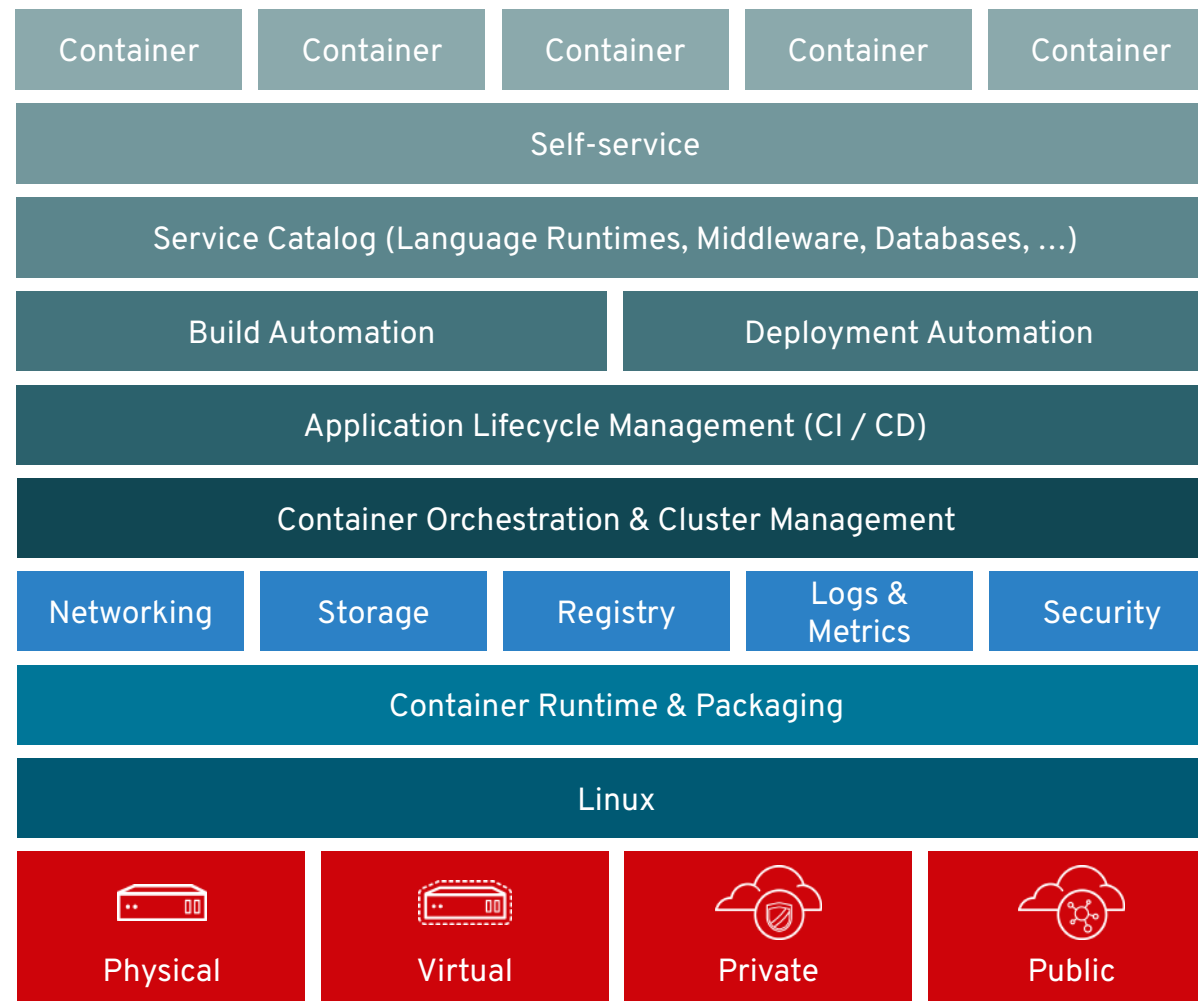 Container Container Container Container Container
Self-service
Service Catalog (Language Runtimes, Middleware, Databases, …)
Build Automation Deployment Automation
Application Lifecycle Management (CI / CD)
Container Orchestration & Cluster Management
Networking Storage Registry Logs & Metrics Security
Container Runtime & Packaging
Linux
Physical Virtual Private Public